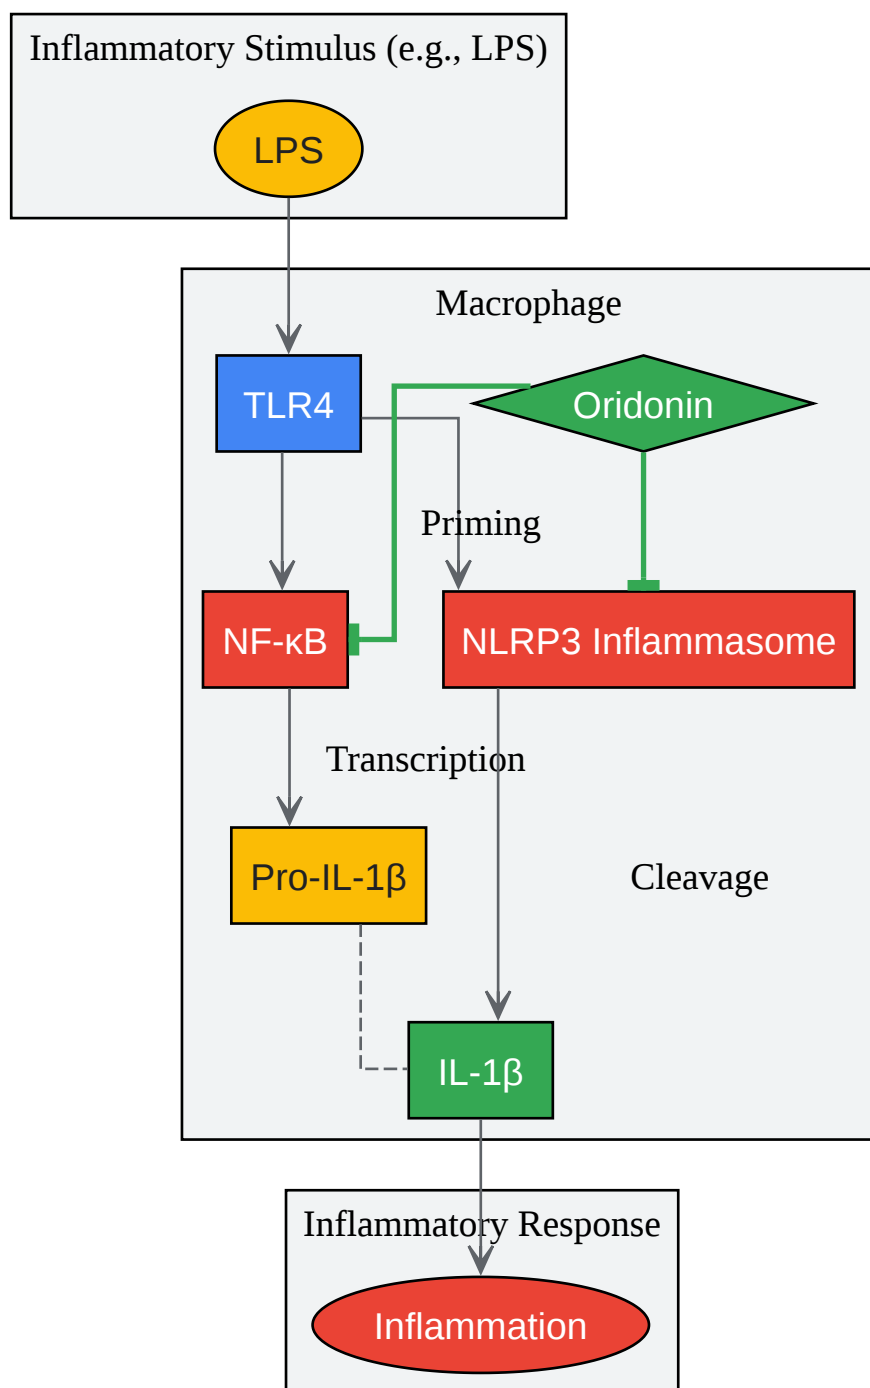 Inflammatory Stimulus (e.g., LPS)
LPS
Macrophage
TLR4
Oridonin
Priming
NF-κB
NLRP3 Inflammasome
Transcription
Pro-IL-1β
Cleavage
IL-1β
Inflammatory Response
Inflammation